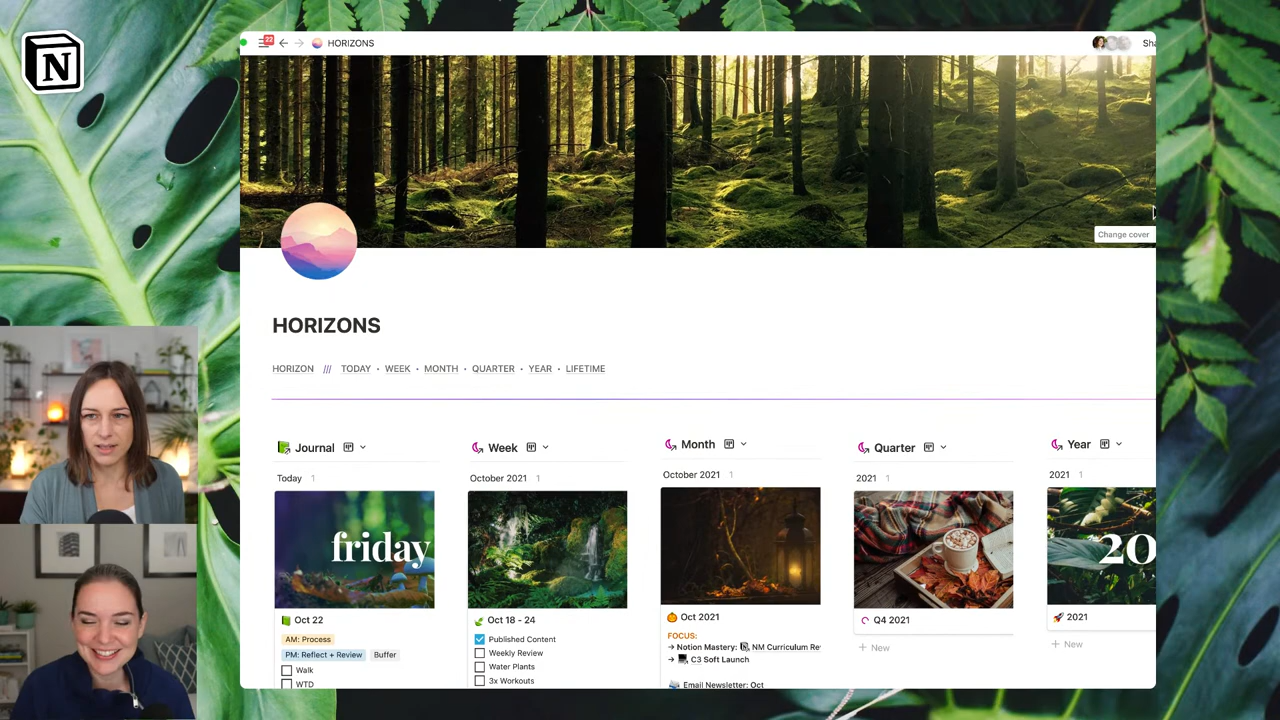 N
22
HORIZONS
Change cover
HORIZONS
HORIZON /// TODAY • WEEK • MONTH • QUARTER • YEAR • LIFETIME
Journal
Today 1
friday
Oct 22
AM: Process
PM: Reflect + Review Buffer
Walk
WTD
Week
October 2021 1
Oct 18 - 24
Published Content
Weekly Review
Water Plants
3x Workouts
Month
October 2021 1
Oct 2021
FOCUS:
→ Notion Mastery: NM Curriculum
→ C3 Soft Launch
Email Newsletter: Oct
Quarter
2021 1
Q4 2021
+ New
Year
2021 1
20
2021
+ New